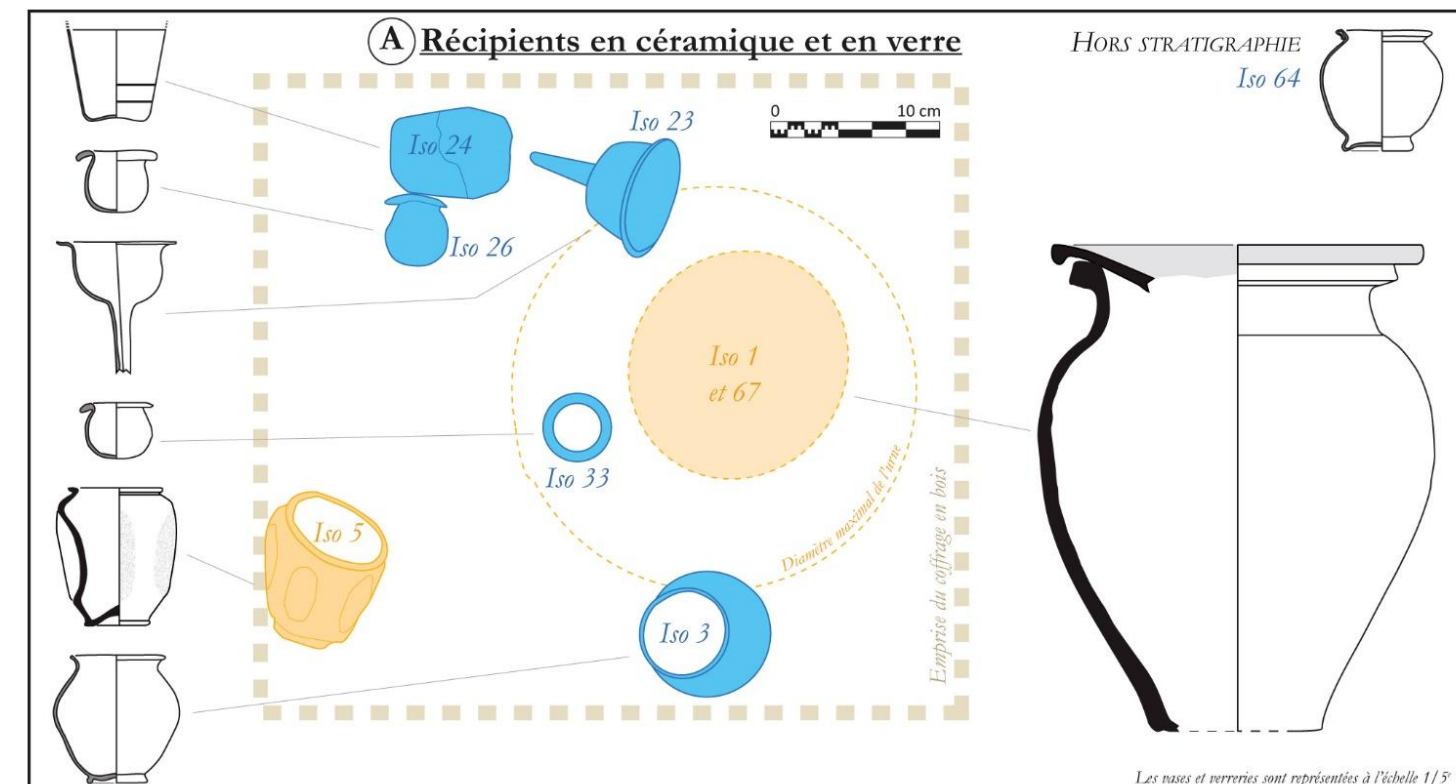 A Récipients en céramique et en verre
HORS STRATIGRAPHIE
Iso 64
0 10 cm
Iso 23
Iso 24
Iso 26
Iso 1
et 67
Iso 33
Iso 5
Iso 3
Diamètre maximal de l'urne
Emprise du coffrage en bois
Les vases et verreries sont représentées à l'échelle 1/5e